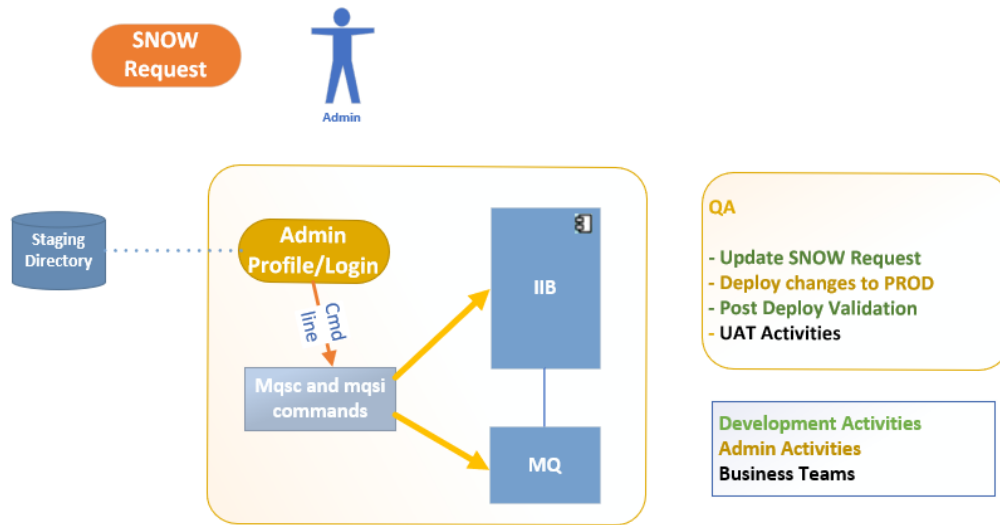 SNOW
Request
Admin
Staging
Directory
Admin
Profile/Login
Cmd
line
Mqsc and mqsi
commands
IIB
MQ
QA
- Update SNOW Request
- Deploy changes to PROD
- Post Deploy Validation
- UAT Activities
Development Activities
Admin Activities
Business Teams